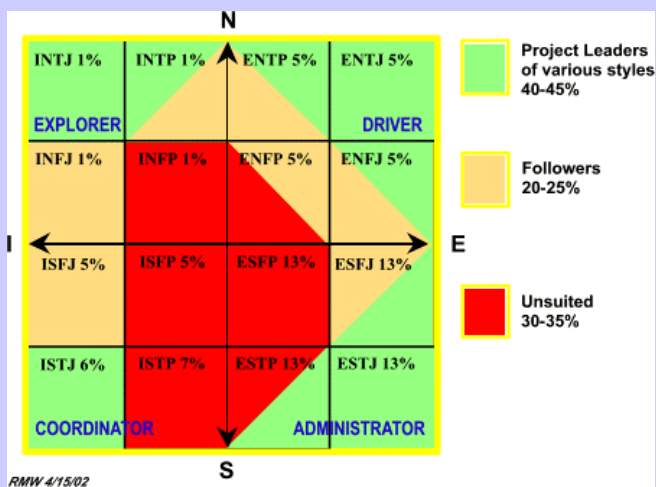 N
INTJ 1% INTP 1% ENTP 5% ENTJ 5%
EXPLORER DRIVER
INFJ 1% INFP 1% ENFP 5% ENFJ 5%
I E
ISFJ 5% ISFP 5% ESFP 13% ESFJ 13%
ISTJ 6% ISTP 7% ESTP 13% ESTJ 13%
COORDINATOR ADMINISTRATOR
S
RMW 4/15/02
Project Leaders
of various styles
40-45%
Followers
20-25%
Unsuited
30-35%